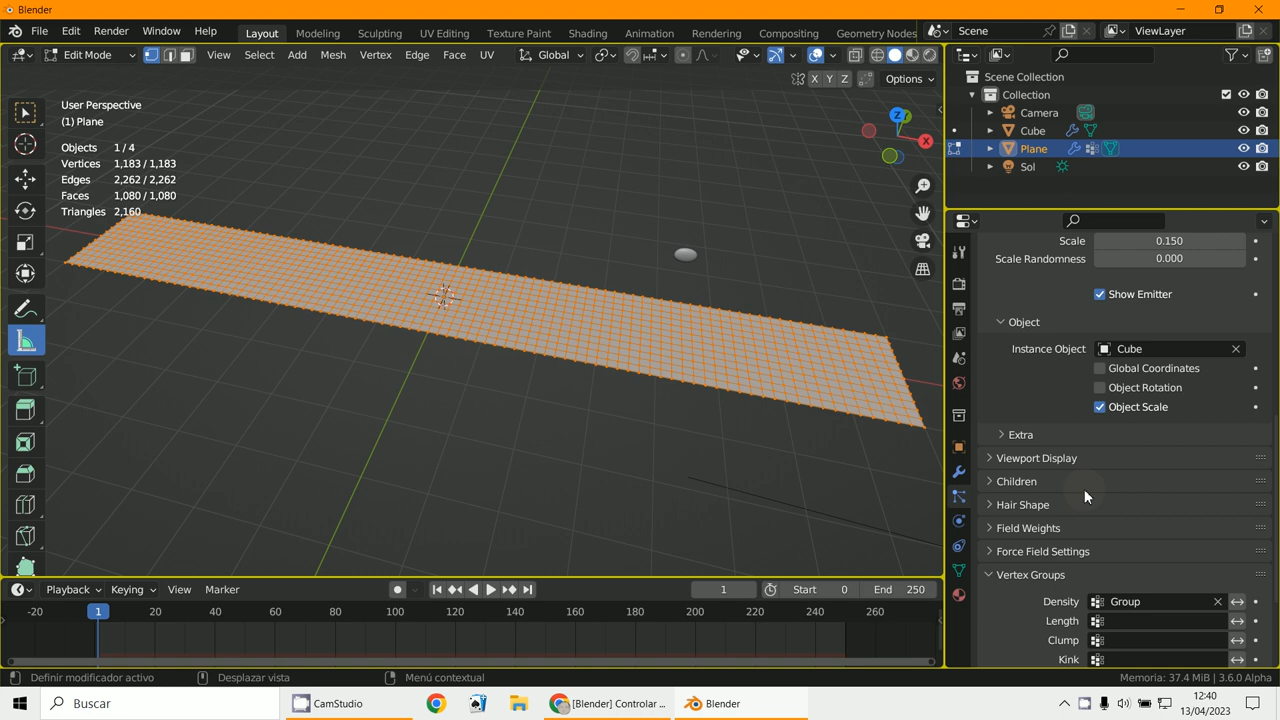 Blender
File Edit Render Window Help
Layout Modeling Sculpting UV Editing Texture Paint Shading Animation Rendering Compositing Geometry Nodes
Scene
ViewLayer
Edit Mode View Select Add Mesh Vertex Edge Face UV Global
X Y Z Options
User Perspective
(1) Plane
Objects 1 / 4
Vertices 1,183 / 1,183
Edges 2,262 / 2,262
Faces 1,080 / 1,080
Triangles 2,160
Z
Y
X
Scene Collection
Collection
Camera
Cube
Plane
Sol
Scale 0.150
Scale Randomness 0.000
Show Emitter
Object
Instance Object Cube
Global Coordinates
Object Rotation
Object Scale
Extra
Viewport Display
Children
Hair Shape
Field Weights
Force Field Settings
Vertex Groups
Density Group
Length
Clump
Kink
Playback Keying View Marker
1
Start 0
End 250
-20 1 20 40 60 80 100 120 140 160 180 200 220 240 260
Definir modificador activo
Desplazar vista
Menú contextual
Memoria: 37.4 MiB | 3.6.0 Alpha
Buscar
CamStudio
[Blender] Controlar ...
Blender
12:40
13/04/2023